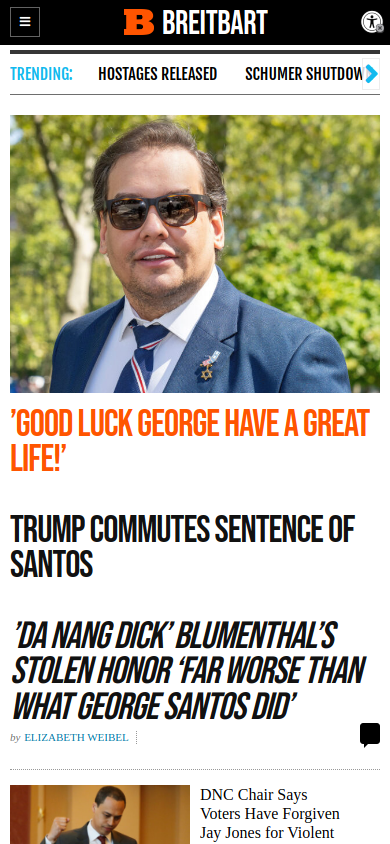 B BREITBART
TRENDING: HOSTAGES RELEASED SCHUMER SHUTDOW
’GOOD LUCK GEORGE HAVE A GREAT
LIFE!’
TRUMP COMMUTES SENTENCE OF
SANTOS
’DA NANG DICK’ BLUMENTHAL’S
STOLEN HONOR ‘FAR WORSE THAN
WHAT GEORGE SANTOS DID’
by ELIZABETH WEIBEL
DNC Chair Says
Voters Have Forgiven
Jay Jones for Violent